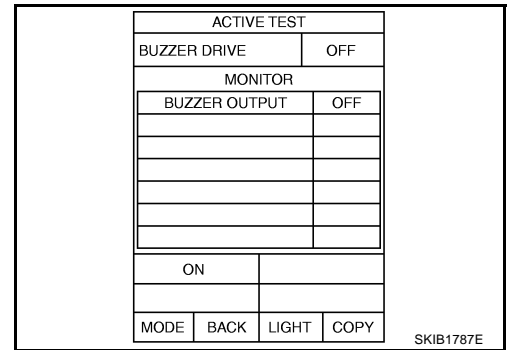 ACTIVE TEST
BUZZER DRIVE OFF
MONITOR
BUZZER OUTPUT OFF
ON
MODE BACK LIGHT COPY
SKIB1787E